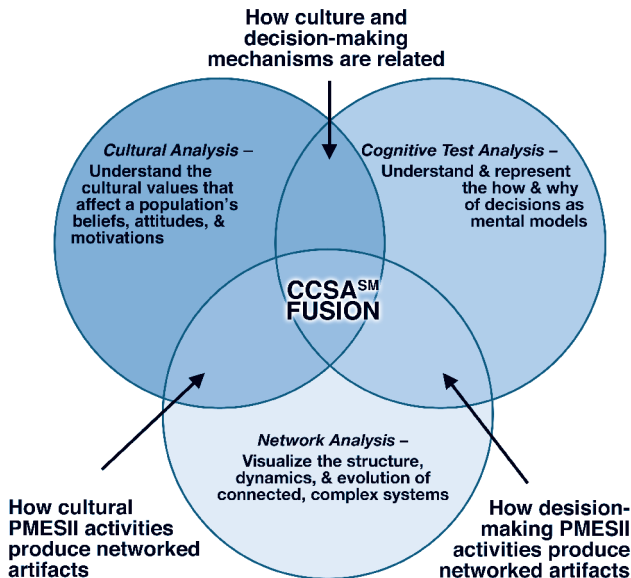 How culture and
decision-making
mechanisms are related
Cultural Analysis –
Understand the
cultural values that
affect a population's
beliefs, attitudes, &
motivations
Cognitive Test Analysis –
Understand & represent
the how & why
of decisions as
mental models
CCSA℠
FUSION
Network Analysis –
Visualize the structure,
dynamics, & evolution of
connected, complex systems
How cultural
PMESII activities
produce networked
artifacts
How desision-
making PMESII
activities produce
networked artifacts